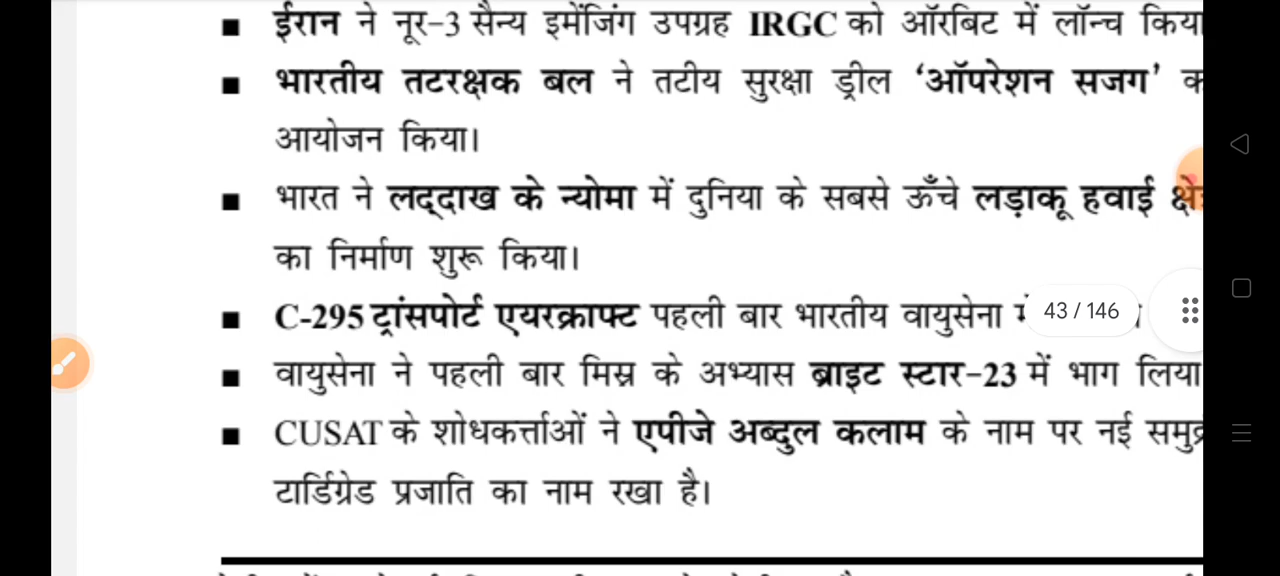 ■ ईरान ने नूर-3 सैन्य इमेंजिंग उपग्रह IRGC को ऑरबिट में लॉन्च किया
■ भारतीय तटरक्षक बल ने तटीय सुरक्षा ड्रील ‘ऑपरेशन सजग’
आयोजन किया।
■ भारत ने लद्दाख के न्योमा में दुनिया के सबसे ऊँचे लड़ाकू हवाई
का निर्माण शुरू किया।
■ C-295 ट्रांसपोर्ट एयरक्राफ्ट पहली बार भारतीय वायुसेना
43 / 146
■ वायुसेना ने पहली बार मिस्र के अभ्यास ब्राइट स्टार-23 में भाग लिया
■ CUSAT के शोधकर्त्ताओं ने एपीजे अब्दुल कलाम के नाम पर नई
टार्डिग्रेड प्रजाति का नाम रखा है।